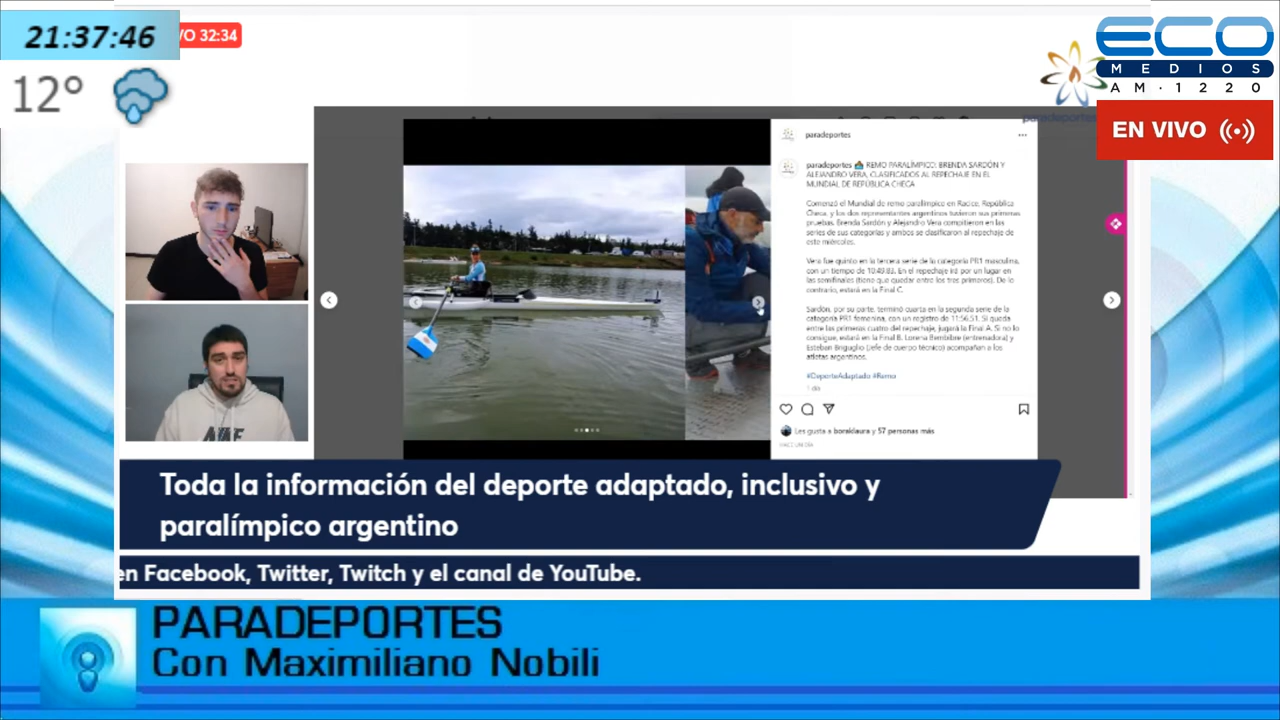 21:37:46
VO 32:34
12°
ECO
MEDIOS
AM·1220
EN VIVO
paradeportes
paradeportes
paradeportes REMO PARALÍMPICO: BRENDA SARDÓN Y
ALEJANDRO VERA, CLASIFICADOS AL REPECHAJE EN EL
MUNDIAL DE REPÚBLICA CHECA
Comenzó el Mundial de remo paralímpico en Racice, República
Checa, y los dos representantes argentinos tuvieron sus primeras
pruebas. Brenda Sardón y Alejandro Vera compitieron en las
series de sus categorías y ambos se clasificaron al repechaje de
este miércoles.
Vera fue quinto en la tercera serie de la categoría PR1 masculina,
con un tiempo de 10:49.83. En el repechaje irá por un lugar en
las semifinales (tiene que quedar entre los tres primeros). De lo
contrario, estará en la Final C.
Sardón, por su parte, terminó cuarta en la segunda serie de la
categoría PR1 femenina, con un registro de 11:56.51. Si queda
entre las primeras cuatro del repechaje, jugará la Final A. Si no lo
consigue, estará en la Final B. Lorena Bembibre (entrenadora) y
Esteban Briguglio (Jefe de cuerpo técnico) acompañan a los
atletas argentinos.
#DeporteAdaptado #Remo
1 día
Les gusta a boraklaura y 57 personas más
HACE UN DÍA
Toda la información del deporte adaptado, inclusivo y
paralímpico argentino
en Facebook, Twitter, Twitch y el canal de YouTube.
PARADEPORTES
Con Maximiliano Nobili